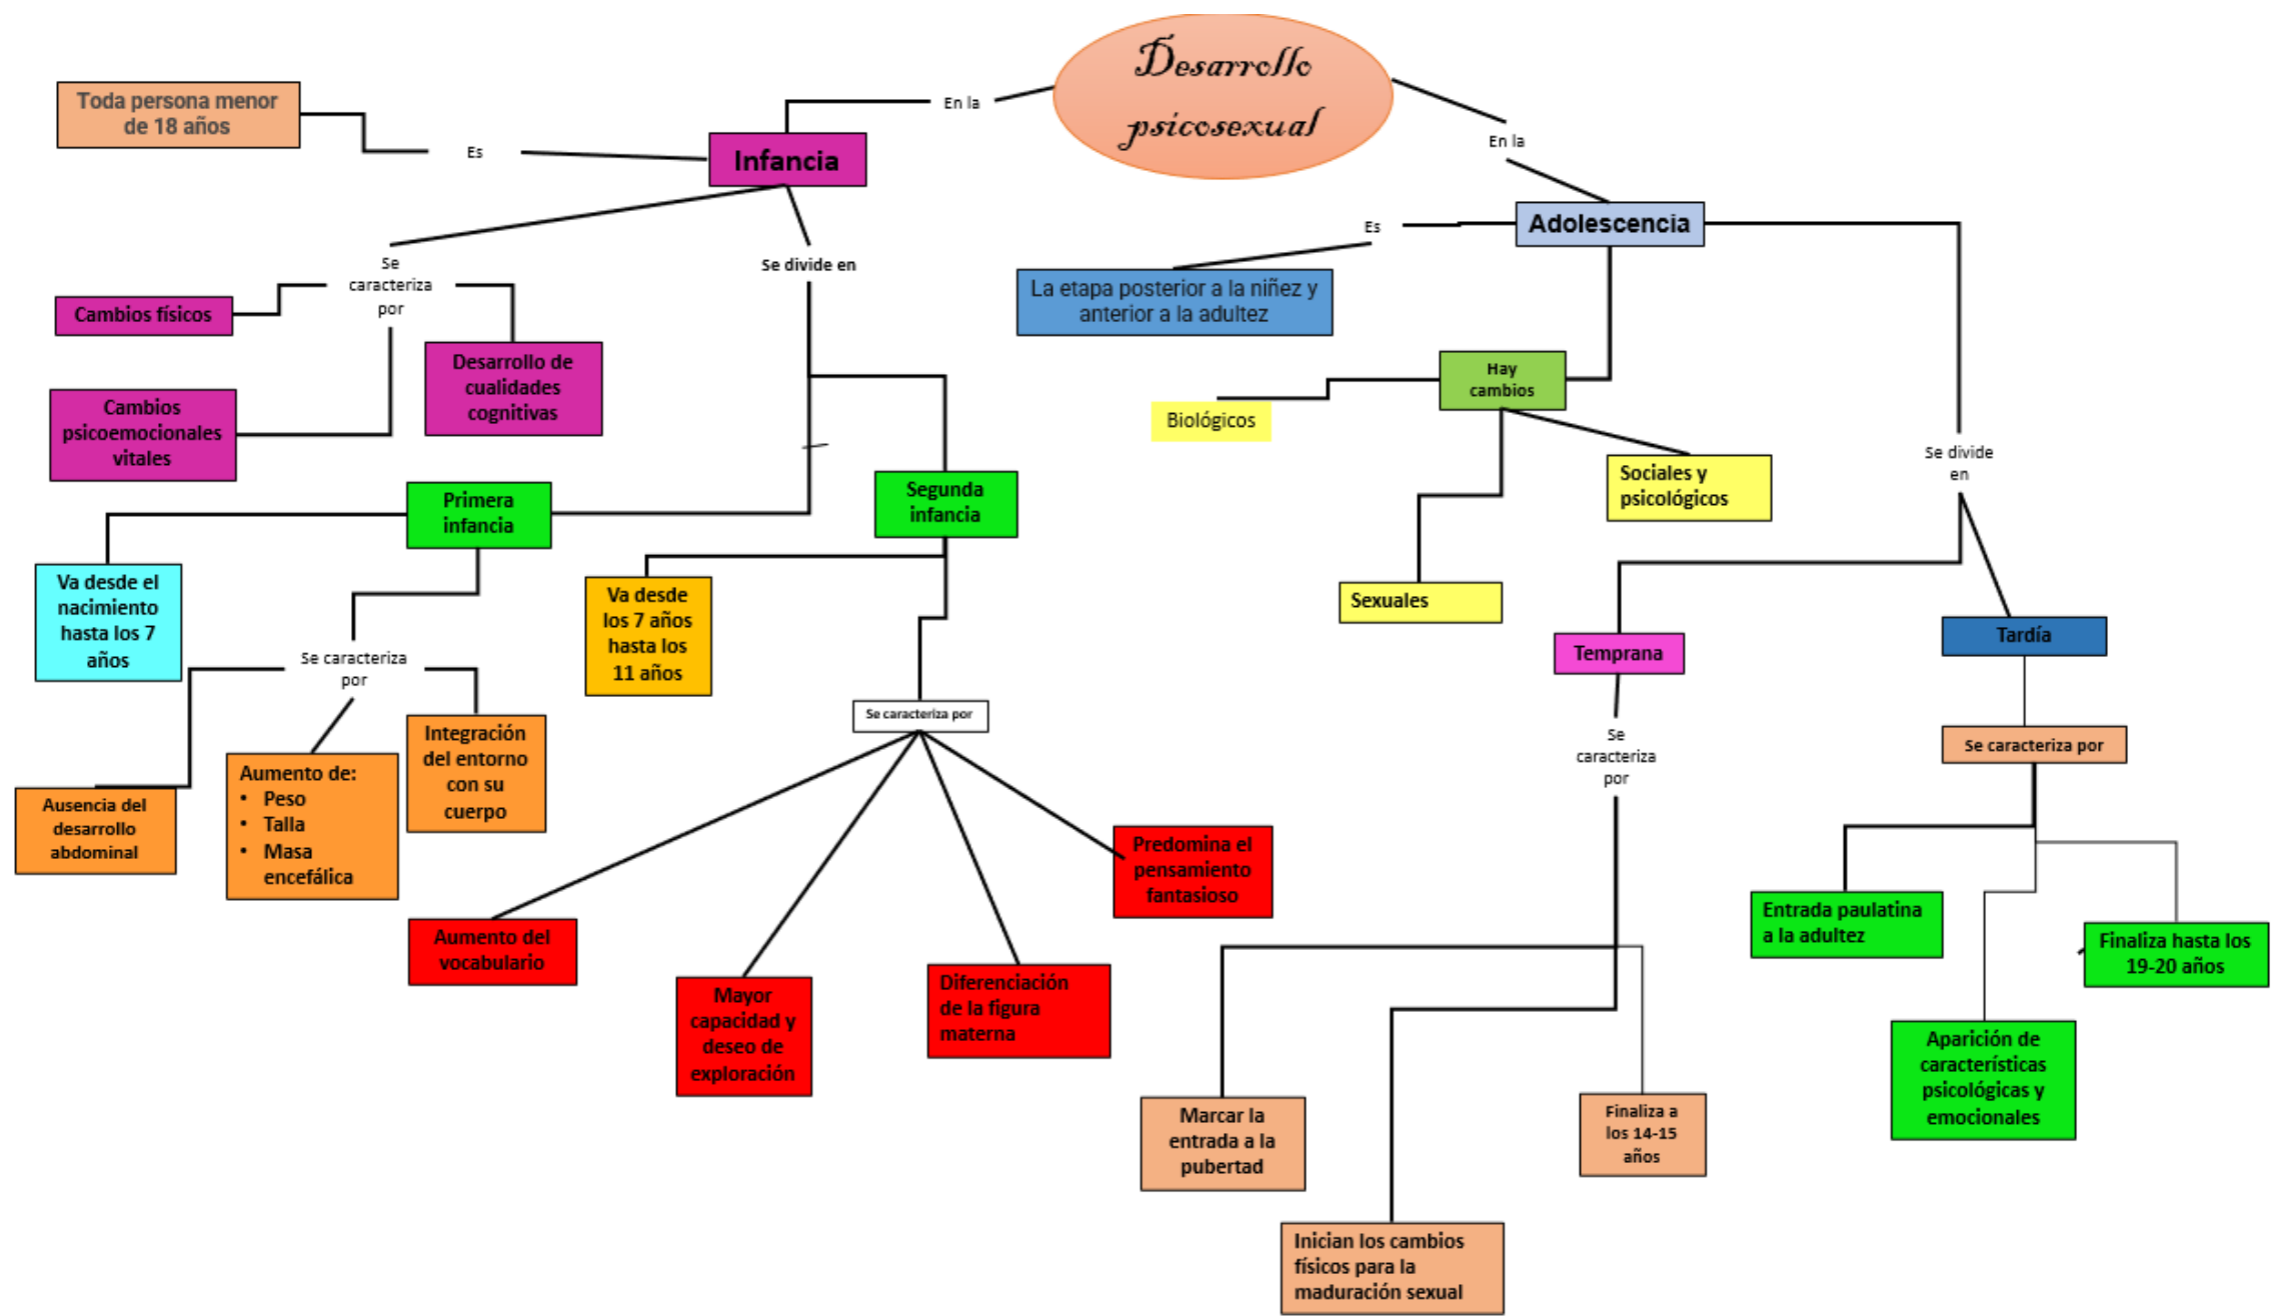 Desarrollo
psicosexual
En la
Infancia
Es
Toda persona menor
de 18 años
Se
caracteriza
por
Cambios físicos
Cambios
psicoemocionales
vitales
Desarrollo de
cualidades
cognitivas
Se divide en
Primera
infancia
Va desde el
nacimiento
hasta los 7
años
Se caracteriza
por
Ausencia del
desarrollo
abdominal
Aumento de:
• Peso
• Talla
• Masa
encefálica
Integración
del entorno
con su
cuerpo
Segunda
infancia
Va desde
los 7 años
hasta los
11 años
Se caracteriza por
Aumento del
vocabulario
Mayor
capacidad y
deseo de
exploración
Diferenciación
de la figura
materna
Predomina el
pensamiento
fantasioso
En la
Adolescencia
Es
La etapa posterior a la niñez y
anterior a la adultez
Hay
cambios
Biológicos
Sexuales
Sociales y
psicológicos
Se divide
en
Temprana
Se
caracteriza
por
Marcar la
entrada a la
pubertad
Inician los cambios
físicos para la
maduración sexual
Finaliza a
los 14-15
años
Tardía
Se caracteriza por
Entrada paulatina
a la adultez
Aparición de
características
psicológicas y
emocionales
Finaliza hasta los
19-20 años